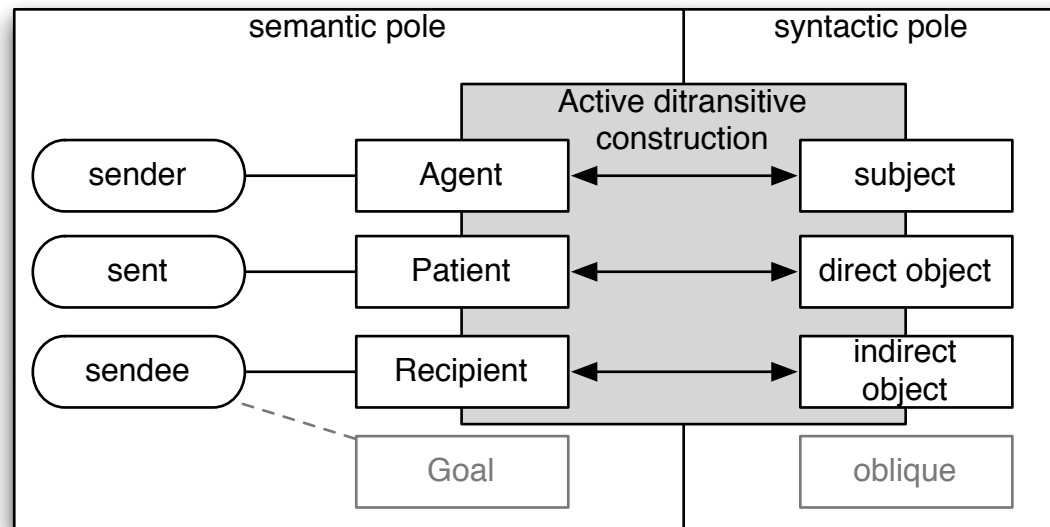 semantic pole
syntactic pole
Active ditransitive
construction
sender
Agent
subject
sent
Patient
direct object
sendee
Recipient
indirect
object
Goal
oblique